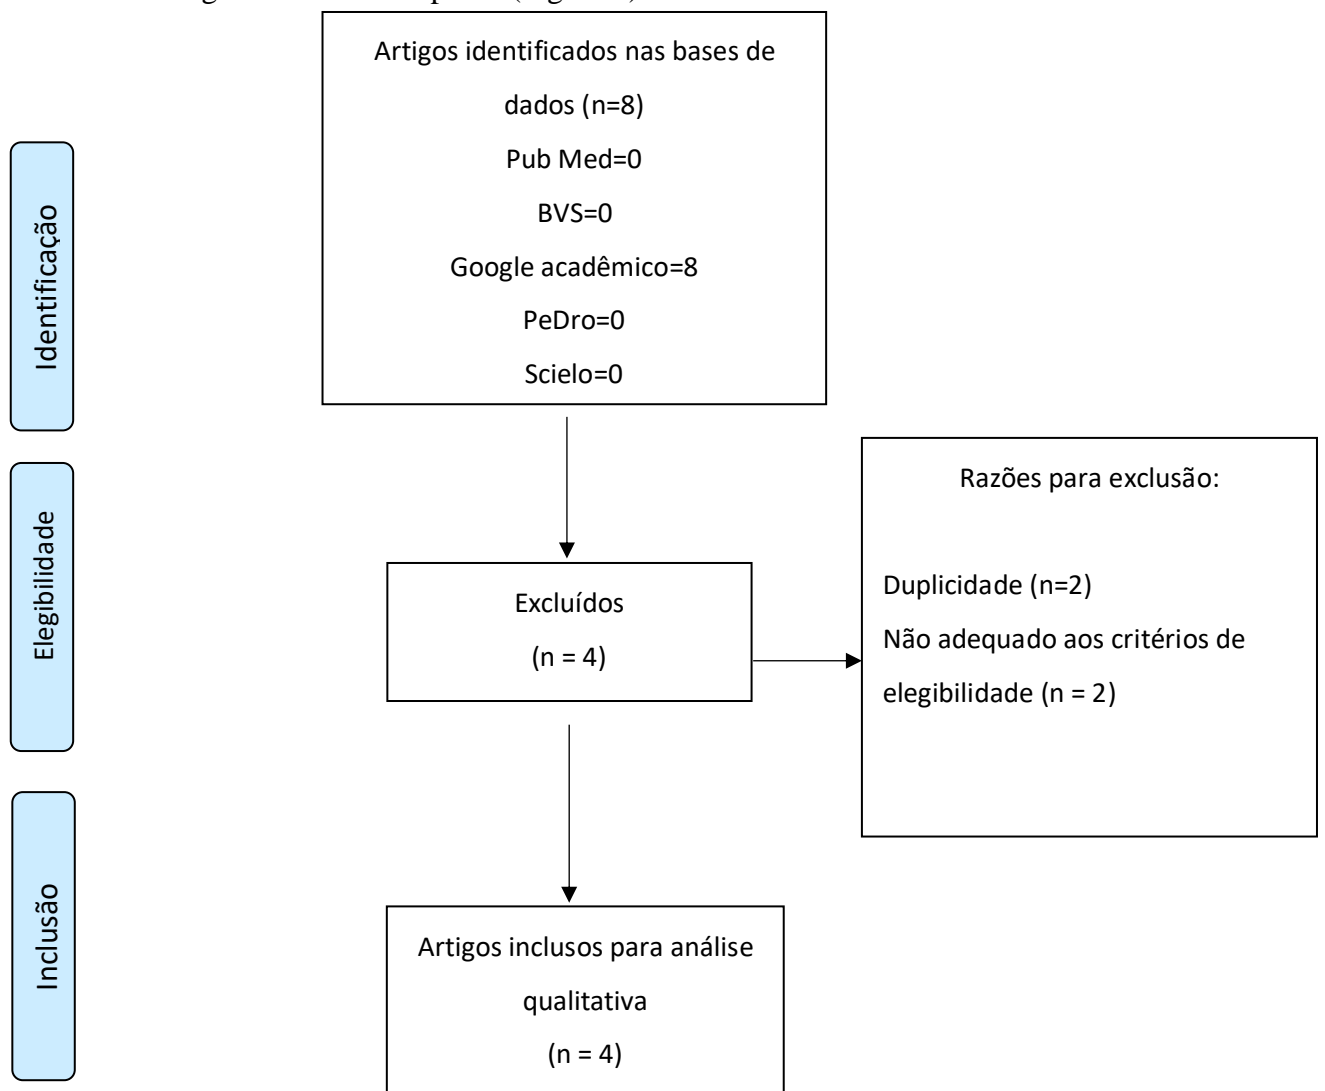 Artigos identificados nas bases de
dados (n=8)
Pub Med=0
BVS=0
Google acadêmico=8
PeDro=0
Scielo=0
Identificação
Razões para exclusão:
Duplicidade (n=2)
Não adequado aos critérios de
elegibilidade (n = 2)
Excluídos
(n = 4)
Elegibilidade
Artigos inclusos para análise
qualitativa
(n = 4)
Inclusão